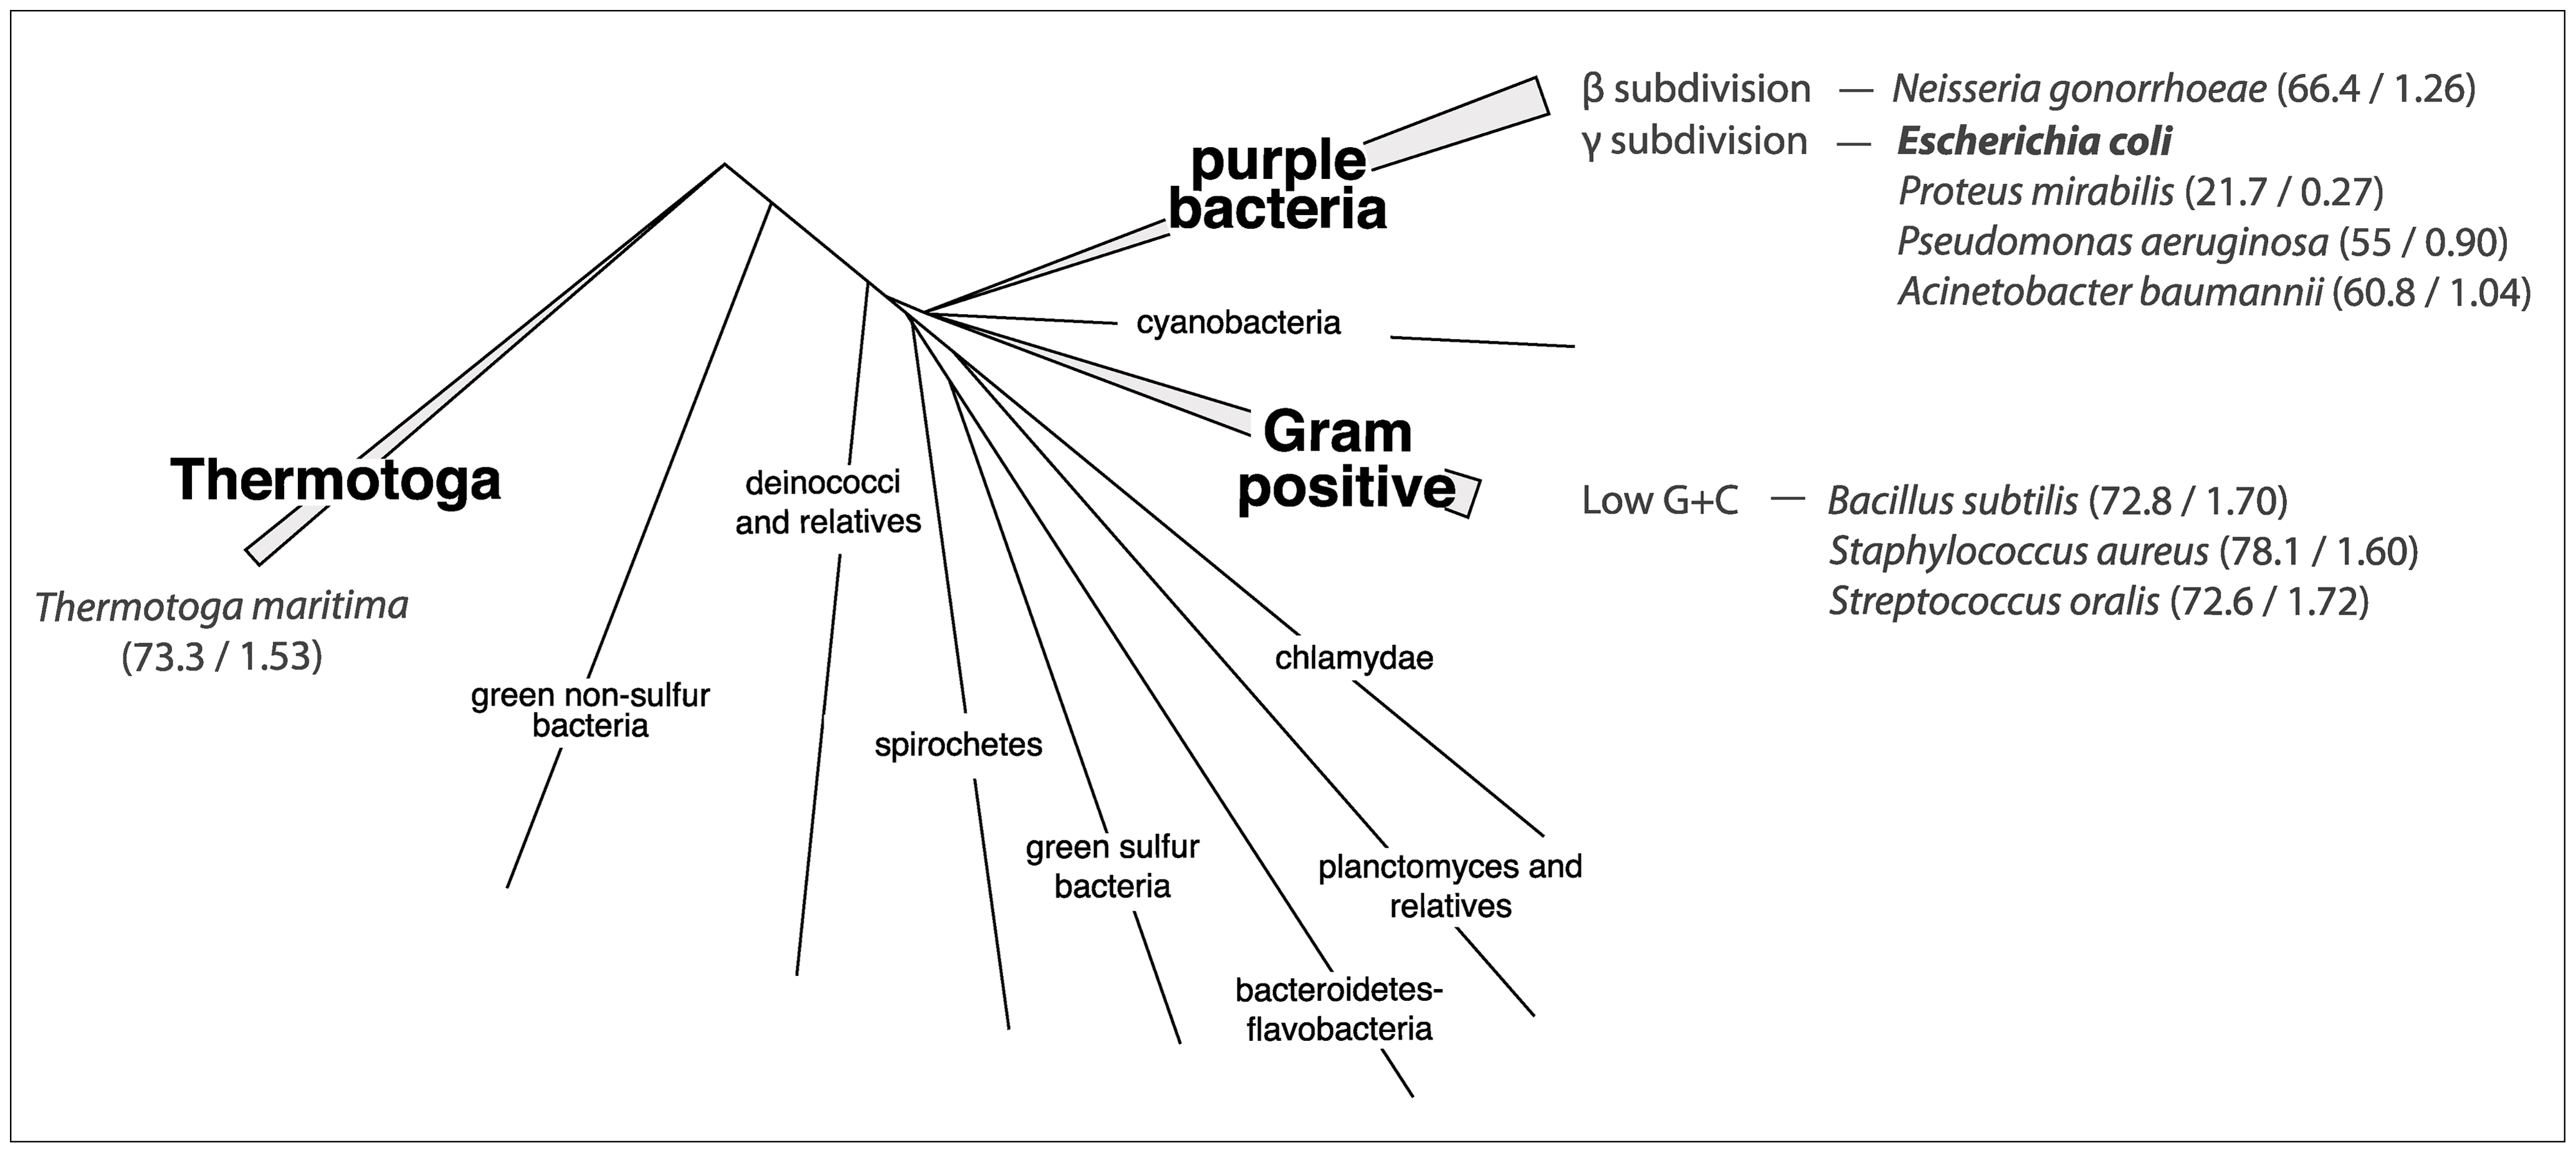 β subdivision — Neisseria gonorrhoeae (66.4 / 1.26)
γ subdivision — Escherichia coli
Proteus mirabilis (21.7 / 0.27)
Pseudomonas aeruginosa (55 / 0.90)
Acinetobacter baumannii (60.8 / 1.04)
purple
bacteria
cyanobacteria
Gram
positive
Low G+C — Bacillus subtilis (72.8 / 1.70)
Staphylococcus aureus (78.1 / 1.60)
Streptococcus oralis (72.6 / 1.72)
Thermotoga
Thermotoga maritima
(73.3 / 1.53)
green non-sulfur
bacteria
deinococci
and relatives
spirochetes
green sulfur
bacteria
bacteroidetes-
flavobacteria
planctomyces and
relatives
chlamydae